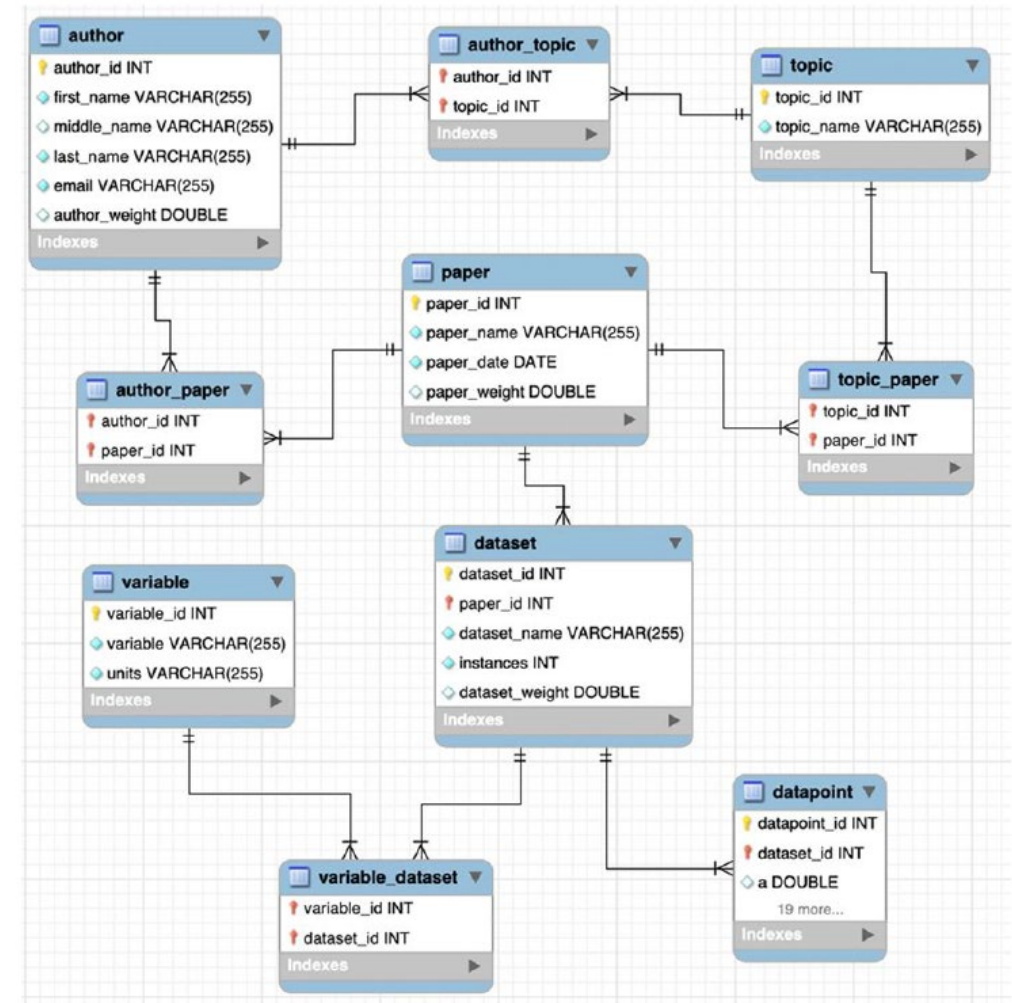 author
author_id INT
first_name VARCHAR(255)
middle_name VARCHAR(255)
last_name VARCHAR(255)
email VARCHAR(255)
author_weight DOUBLE
Indexes
author_topic
author_id INT
topic_id INT
Indexes
topic
topic_id INT
topic_name VARCHAR(255)
Indexes
paper
paper_id INT
paper_name VARCHAR(255)
paper_date DATE
paper_weight DOUBLE
Indexes
author_paper
author_id INT
paper_id INT
Indexes
topic_paper
topic_id INT
paper_id INT
Indexes
dataset
dataset_id INT
paper_id INT
dataset_name VARCHAR(255)
instances INT
dataset_weight DOUBLE
Indexes
variable
variable_id INT
variable VARCHAR(255)
units VARCHAR(255)
Indexes
datapoint
datapoint_id INT
dataset_id INT
a DOUBLE
19 more...
Indexes
variable_dataset
variable_id INT
dataset_id INT
Indexes